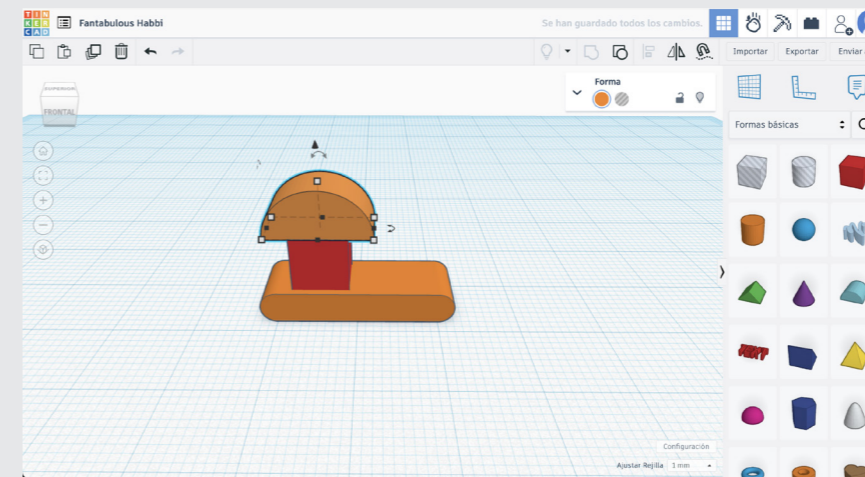 TIN
KER
CAD
Fantabulous Habbi
Se han guardado todos los cambios.
Importar
Exportar
Enviar
Forma
SUPERIOR
FRONTAL
Formas básicas
TEXT
Configuración
Ajustar Rejilla 1 mm